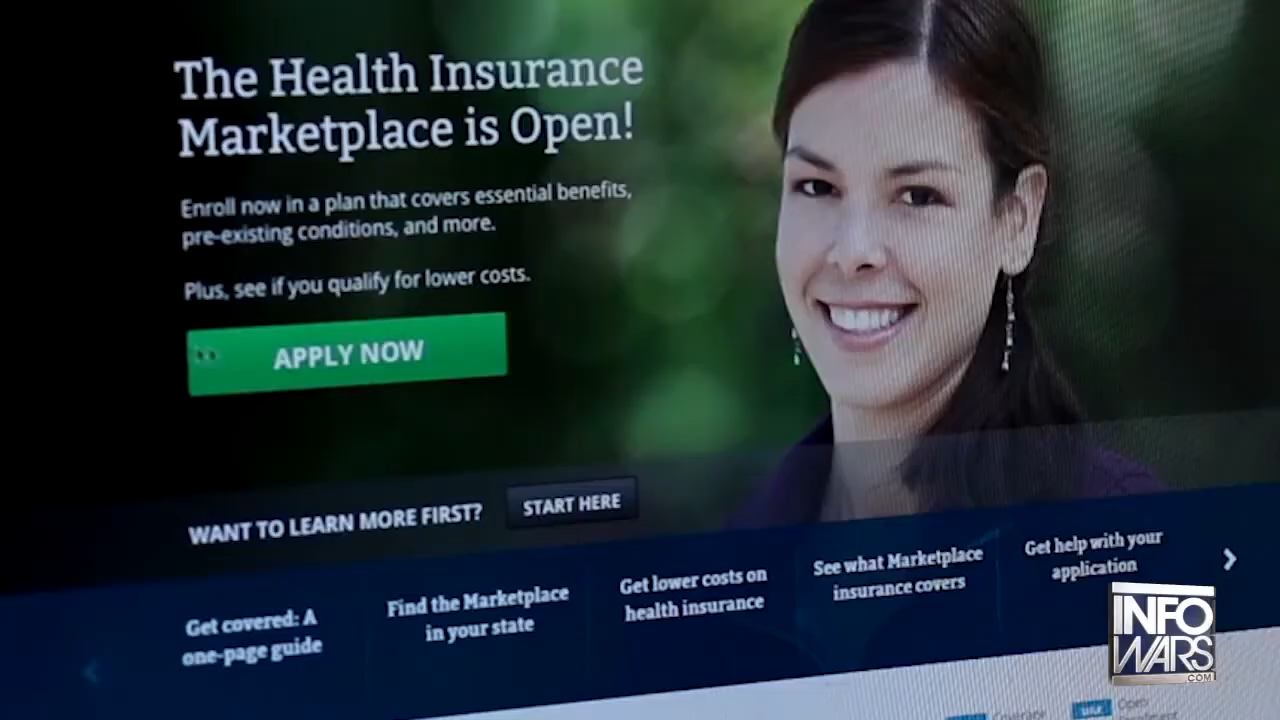 The Health Insurance
Marketplace is Open!
Enroll now in a plan that covers essential benefits,
pre-existing conditions, and more.
Plus, see if you qualify for lower costs.
APPLY NOW
WANT TO LEARN MORE FIRST?
START HERE
Get covered: A
one-page guide
Find the Marketplace
in your state
Get lower costs on
health insurance
See what Marketplace
insurance covers
Get help with your
application
INFO
WARS
.COM